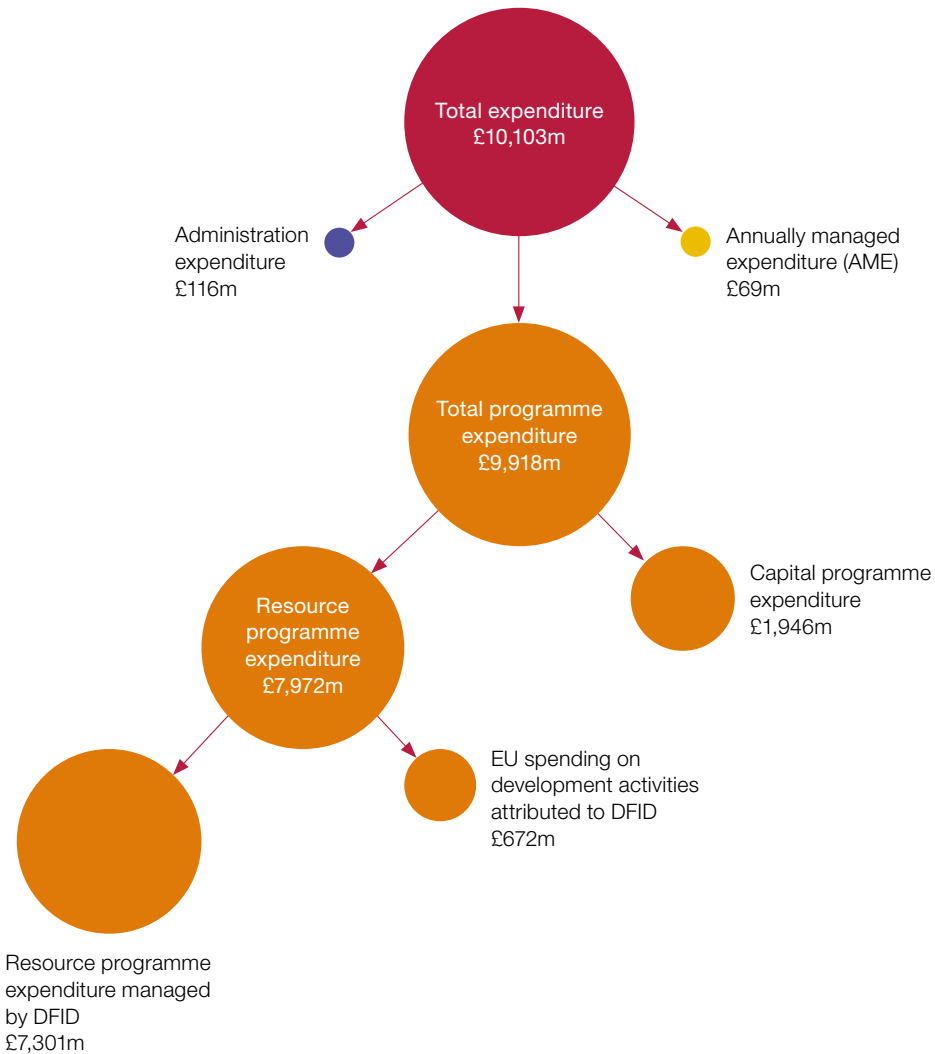 Total expenditure
£10,103m
Administration
expenditure
£116m
Annually managed
expenditure (AME)
£69m
Total programme
expenditure
£9,918m
Capital programme
expenditure
£1,946m
Resource
programme
expenditure
£7,972m
EU spending on
development activities
attributed to DFID
£672m
Resource programme
expenditure managed
by DFID
£7,301m